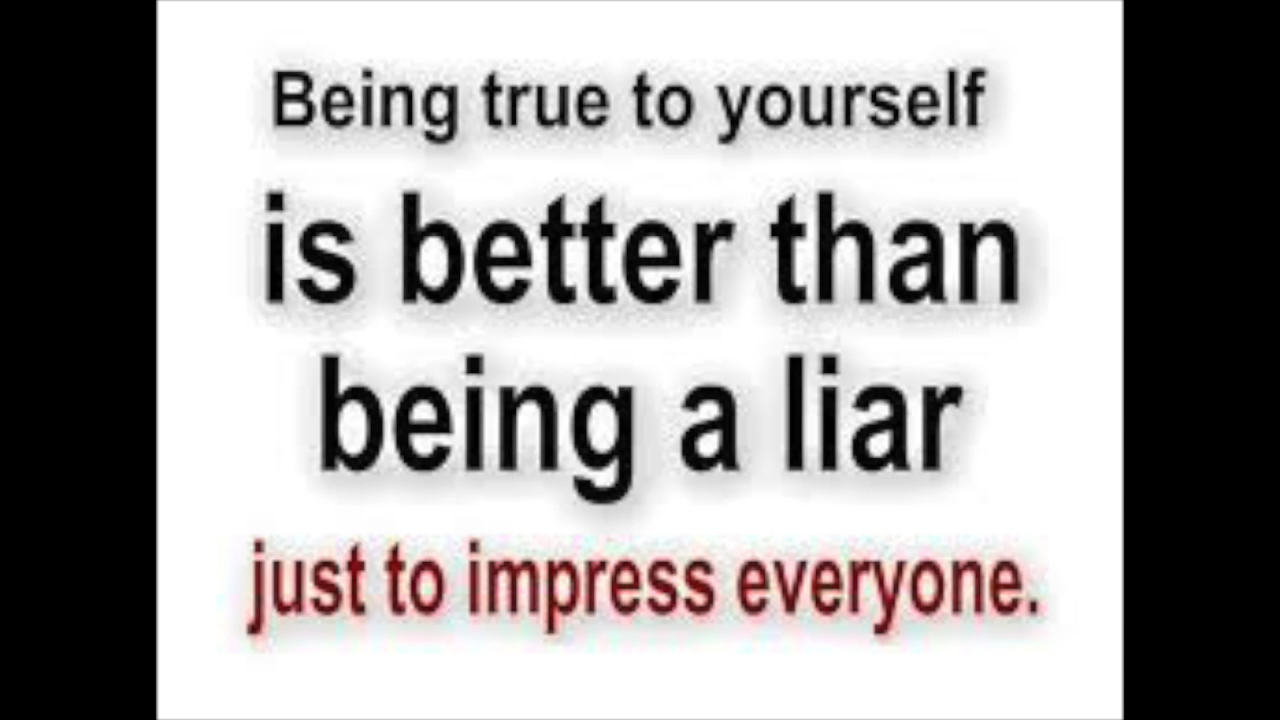 Being true to yourself
is better than
being a liar
just to impress everyone.